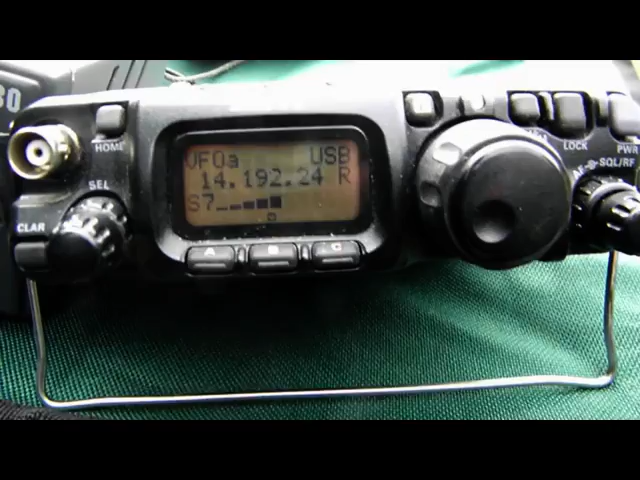 HOME
SEL
CLAR
VFOa USB
14.192.24 R
S7
A B C
LOCK
PWR
SQL/RF